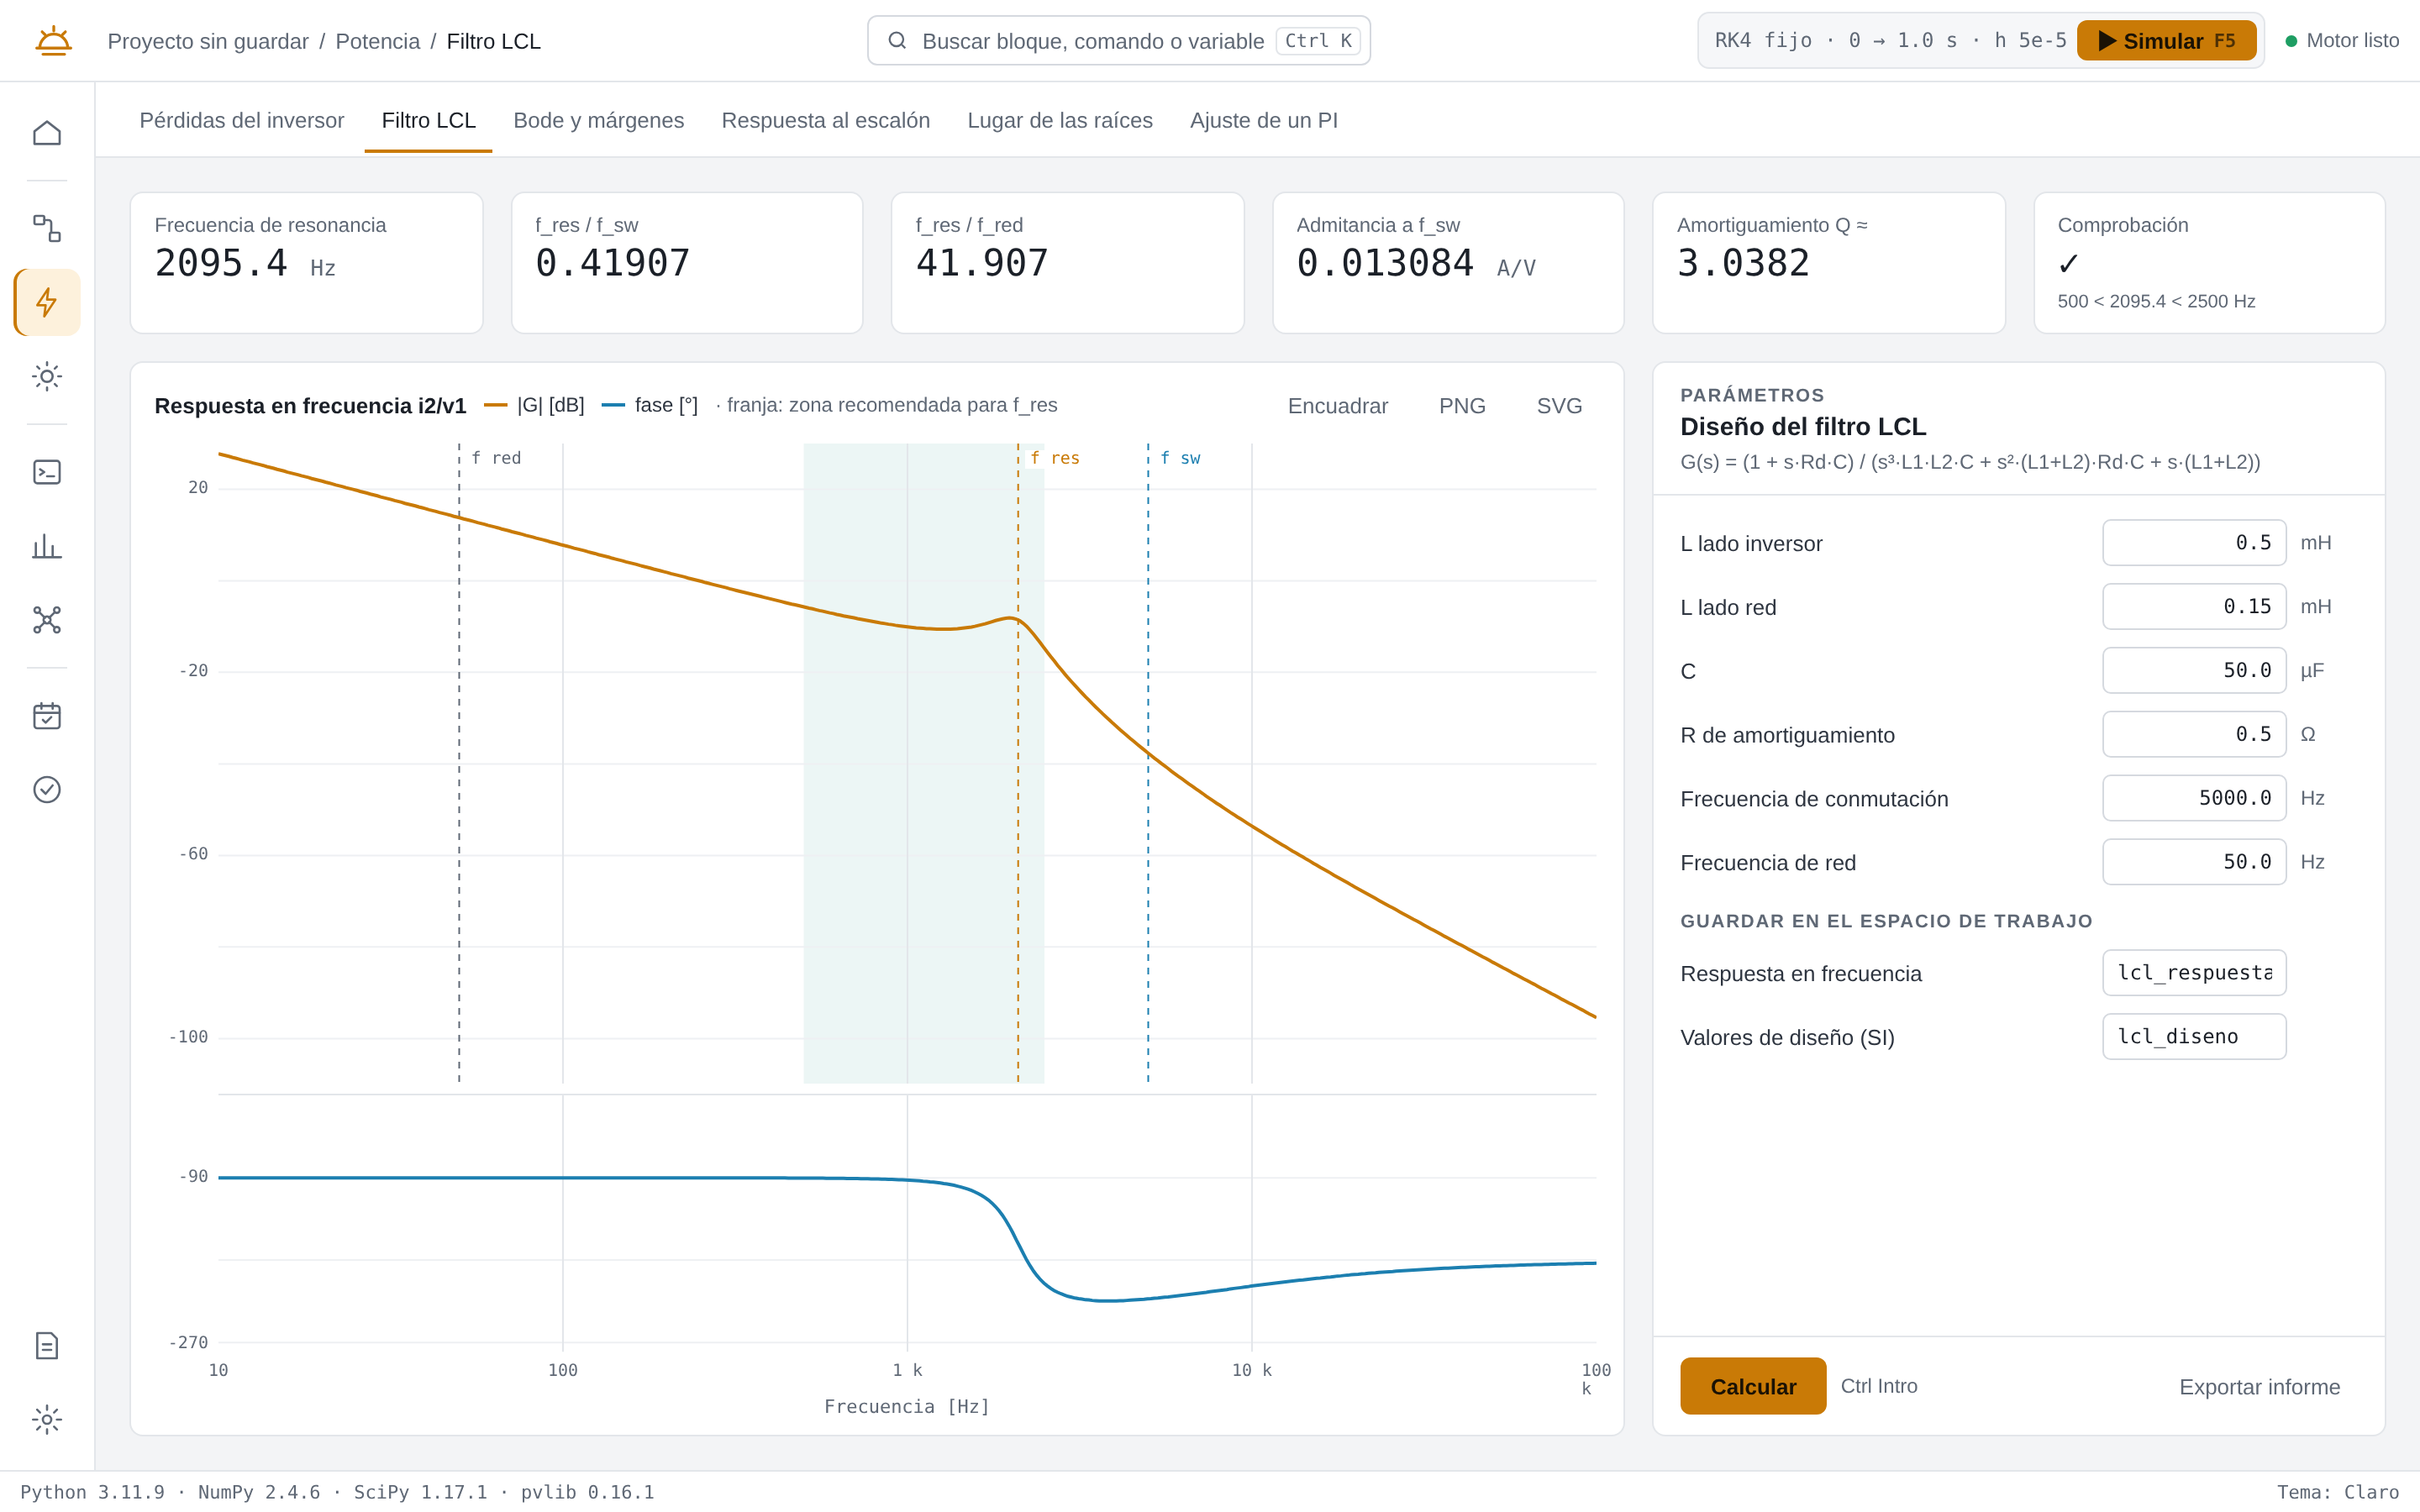 Proyecto sin guardar / Potencia / Filtro LCL
Buscar bloque, comando o variable Ctrl K
RK4 fijo · 0 → 1.0 s · h 5e-5
Simular F5
Motor listo
Pérdidas del inversor
Filtro LCL
Bode y márgenes
Respuesta al escalón
Lugar de las raíces
Ajuste de un PI
Frecuencia de resonancia
2095.4 Hz
f_res / f_sw
0.41907
f_res / f_red
41.907
Admitancia a f_sw
0.013084 A/V
Amortiguamiento Q ≈
3.0382
Comprobación
✓
500 < 2095.4 < 2500 Hz
Respuesta en frecuencia i2/v1 |G| [dB] fase [°] · franja: zona recomendada para f_res
Encuadrar
PNG
SVG
f red
f res
f sw
20
-20
-60
-100
-90
-270
10
100
1 k
10 k
100
k
Frecuencia [Hz]
PARÁMETROS
Diseño del filtro LCL
G(s) = (1 + s·Rd·C) / (s³·L1·L2·C + s²·(L1+L2)·Rd·C + s·(L1+L2))
L lado inversor 0.5 mH
L lado red 0.15 mH
C 50.0 µF
R de amortiguamiento 0.5 Ω
Frecuencia de conmutación 5000.0 Hz
Frecuencia de red 50.0 Hz
GUARDAR EN EL ESPACIO DE TRABAJO
Respuesta en frecuencia lcl_respuesta
Valores de diseño (SI) lcl_diseno
Calcular Ctrl Intro
Exportar informe
Python 3.11.9 · NumPy 2.4.6 · SciPy 1.17.1 · pvlib 0.16.1
Tema: Claro